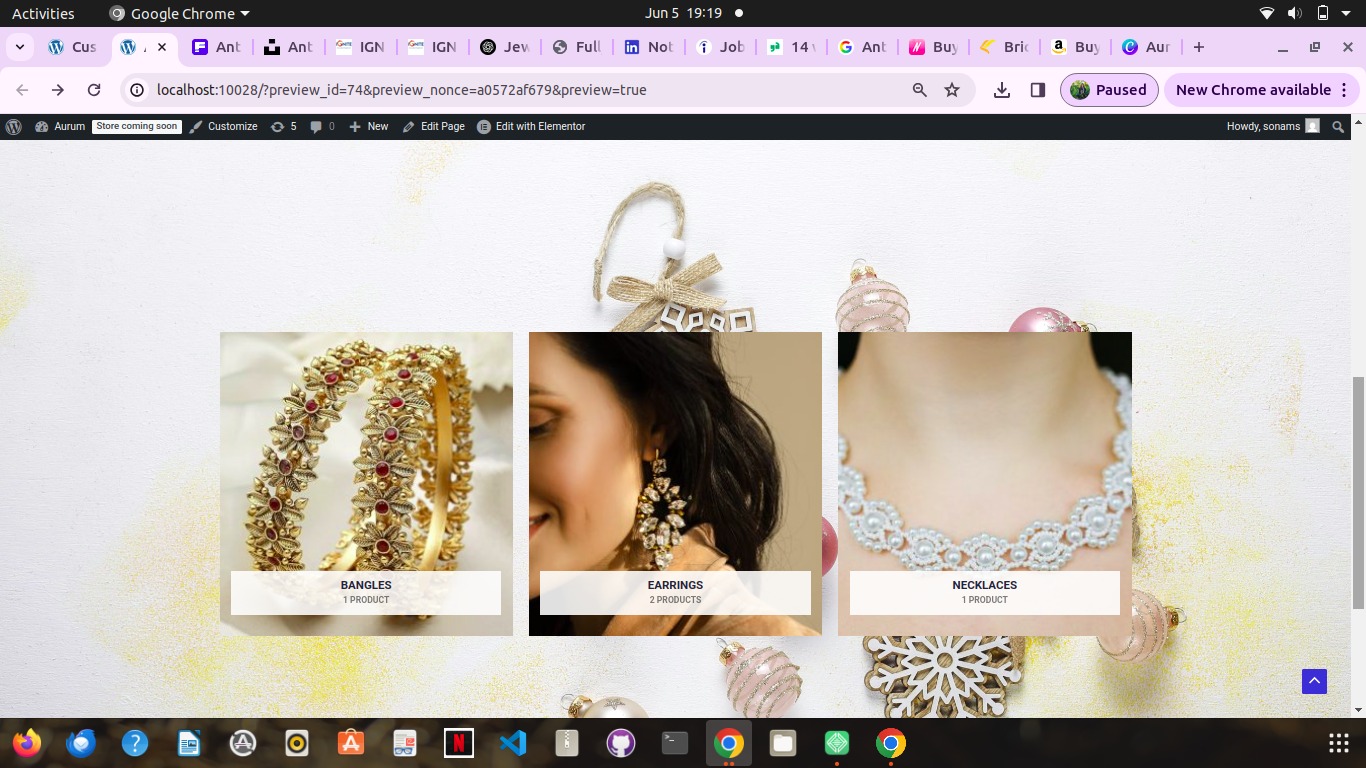 Activities
Google Chrome
Jun 5 19:19
Cus
Ant
Ant
IGN
IGN
Jew
Full
Not
Job
14
Ant
Buy
Bric
Buy
Aur
localhost:10028/?preview_id=74&preview_nonce=a0572af679&preview=true
Paused
New Chrome available
Aurum
Store coming soon
Customize
5
0
New
Edit Page
Edit with Elementor
Howdy, sonams
BANGLES
1 PRODUCT
EARRINGS
2 PRODUCTS
NECKLACES
1 PRODUCT